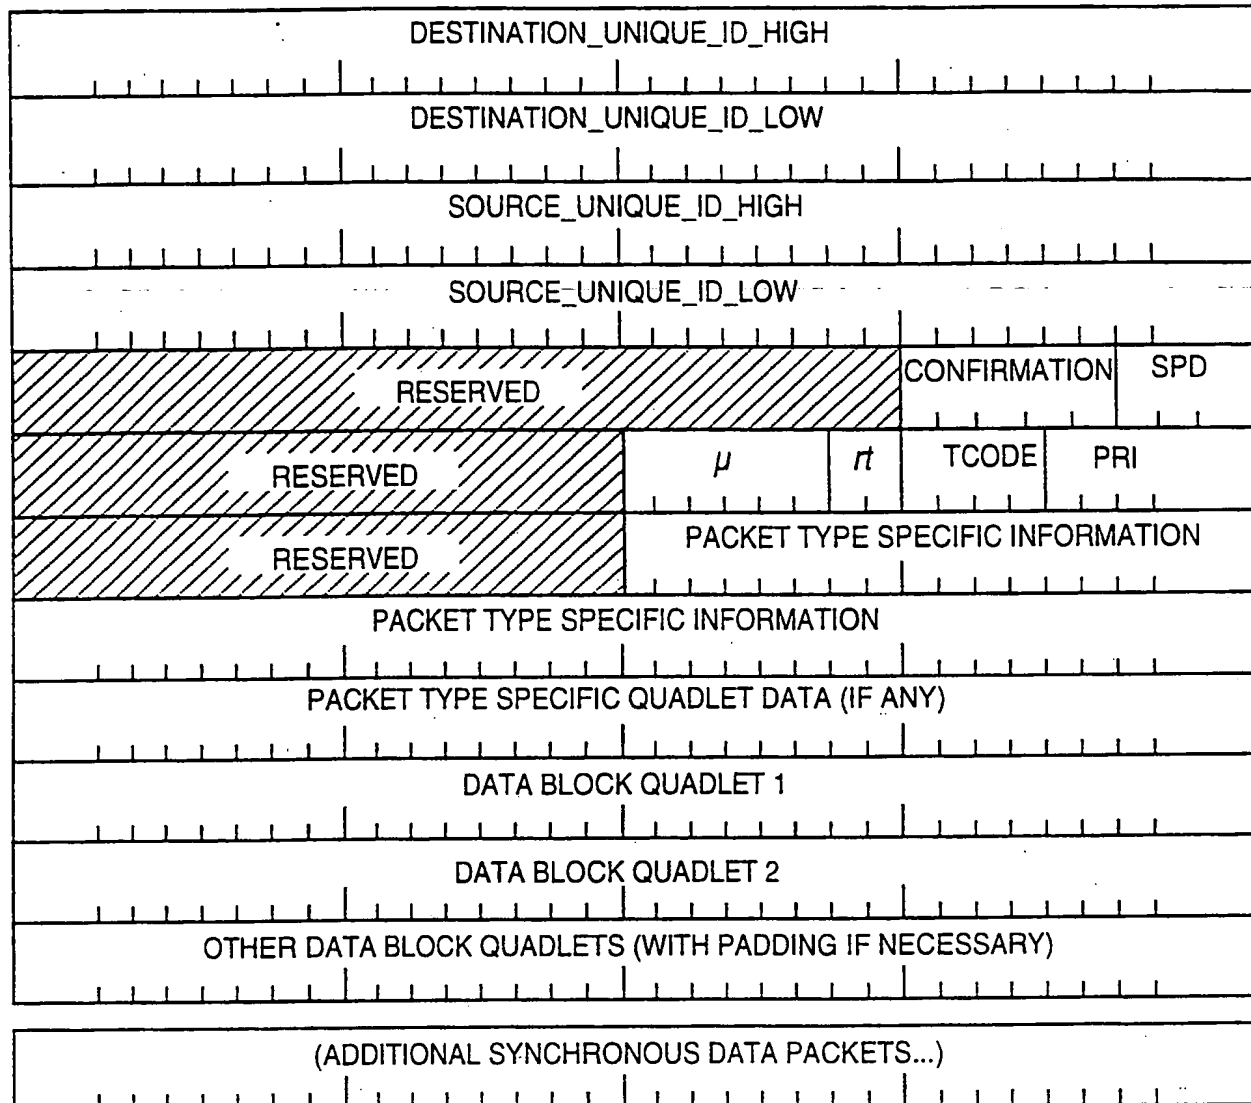 DESTINATION_UNIQUE_ID_HIGH
DESTINATION_UNIQUE_ID_LOW
SOURCE_UNIQUE_ID_HIGH
SOURCE_UNIQUE_ID_LOW
RESERVED CONFIRMATION SPD
RESERVED µ rt TCODE PRI
RESERVED PACKET TYPE SPECIFIC INFORMATION
PACKET TYPE SPECIFIC INFORMATION
PACKET TYPE SPECIFIC QUADLET DATA (IF ANY)
DATA BLOCK QUADLET 1
DATA BLOCK QUADLET 2
OTHER DATA BLOCK QUADLETS (WITH PADDING IF NECESSARY)
(ADDITIONAL SYNCHRONOUS DATA PACKETS...)